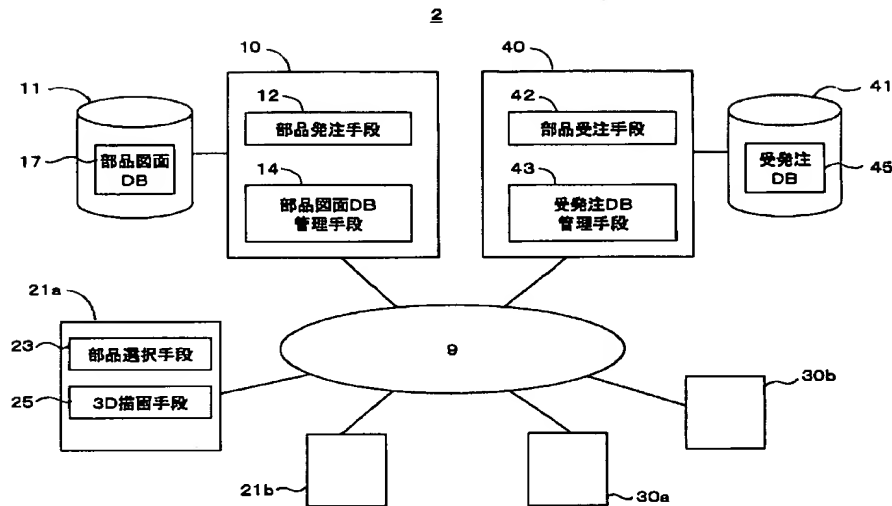 2
10
40
11
41
12
部品発注手段
42
部品受注手段
17
部品図面
DB
14
部品図面DB
管理手段
43
受発注DB
管理手段
受発注
DB
45
21a
23
部品選択手段
25
3D描画手段
9
30b
21b
30a